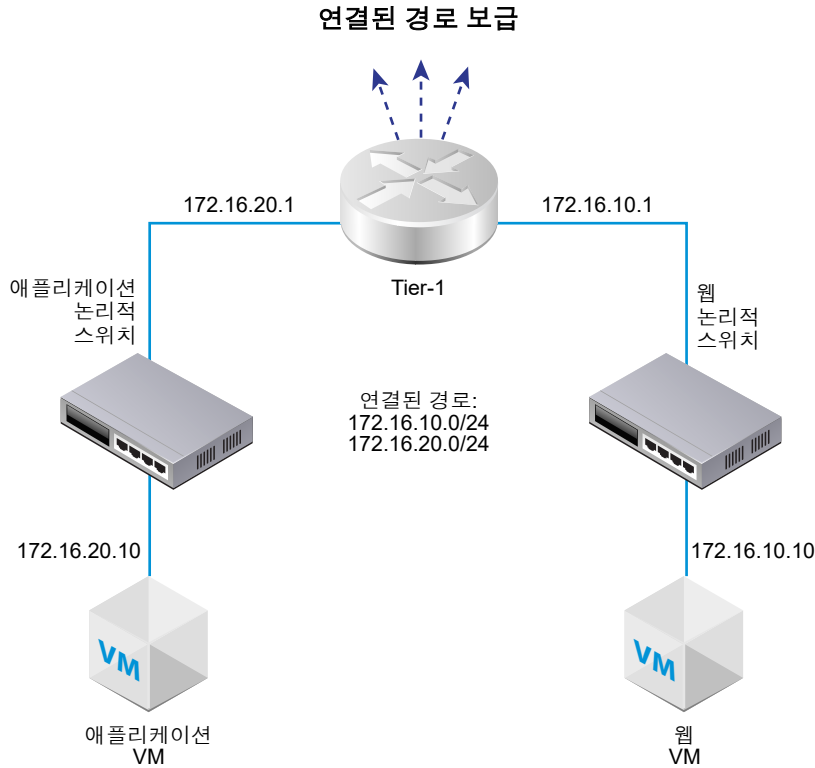 연결된 경로 보급
172.16.20.1
172.16.10.1
Tier-1
애플리케이션
논리적
스위치
웹
논리적
스위치
연결된 경로:
172.16.10.0/24
172.16.20.0/24
172.16.20.10
172.16.10.10
VM
VM
애플리케이션
VM
웹
VM